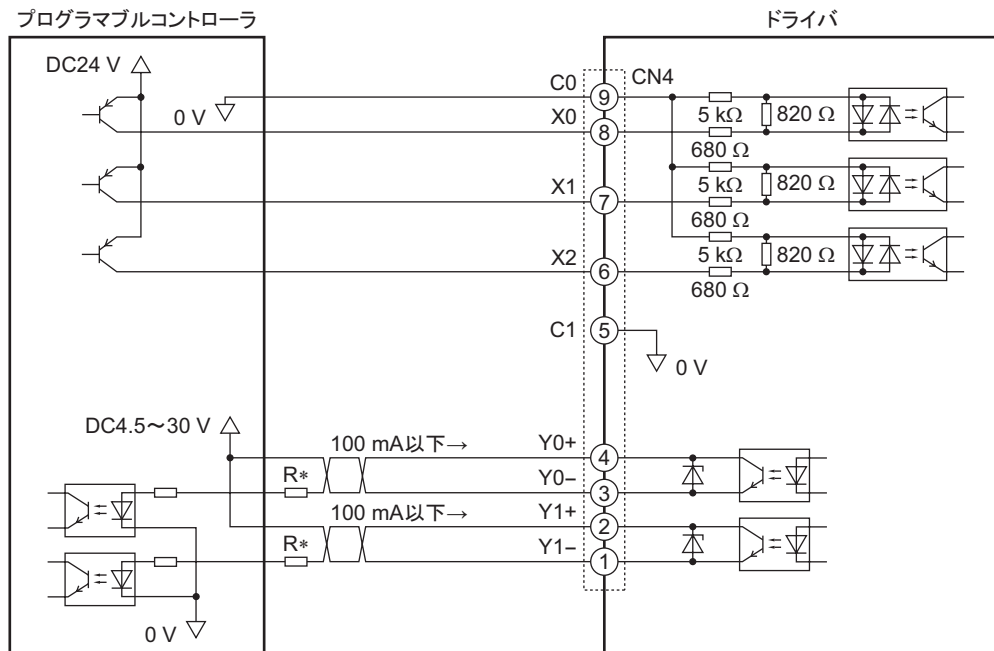 プログラマブルコントローラ
ドライバ
DC24 V
0 V
C0
CN4
9
X0
8
5 kΩ
820 Ω
680 Ω
X1
7
5 kΩ
820 Ω
680 Ω
X2
6
5 kΩ
820 Ω
680 Ω
C1
5
0 V
DC4.5～30 V
100 mA以下→
Y0+
4
R*
Y0−
3
100 mA以下→
Y1+
2
R*
Y1−
1
0 V